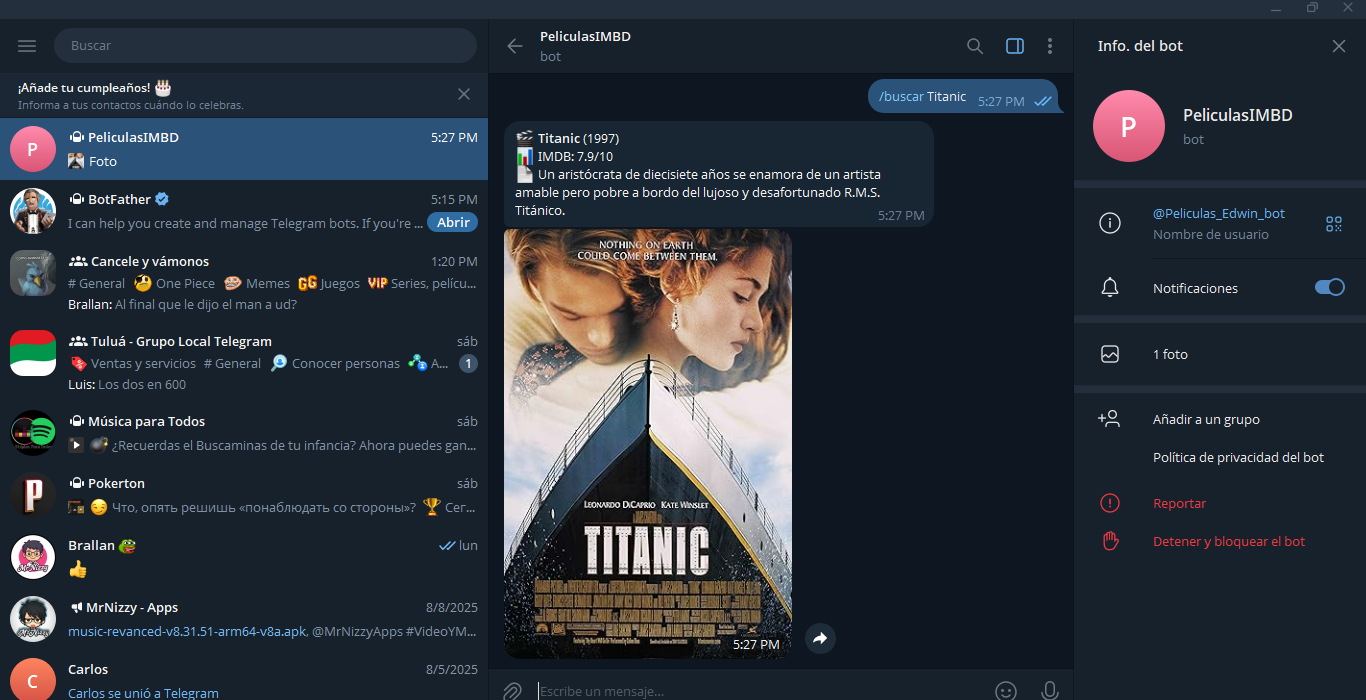 Buscar
¡Añade tu cumpleaños! 🎂
Informa a tus contactos cuándo lo celebras.
P
PeliculasIMBD
5:27 PM
Foto
BotFather
5:15 PM
I can help you create and manage Telegram bots. If you're ...
Abrir
Cancele y vámonos
1:20 PM
# General One Piece Memes GG Juegos VIP Series, pelícu...
Brallan: Al final que le dijo el man a ud?
Tuluá - Grupo Local Telegram
sáb
Ventas y servicios # General Conocer personas A...
1
Luis: Los dos en 600
Música para Todos
sáb
¿Recuerdas el Buscaminas de tu infancia? Ahora puedes gan...
P
Pokerton
sáb
😏 Что, опять решишь «понаблюдать со стороны»? 🏆 Сег...
Brallan
lun
👍
MrNizzy - Apps
8/8/2025
music-revanced-v8.31.51-arm64-v8a.apk, @MrNizzyApps #VideoYM...
C
Carlos
8/5/2025
Carlos se unió a Telegram
PeliculasIMBD
bot
/buscar Titanic 5:27 PM
🎬 Titanic (1997)
📊 IMDB: 7.9/10
📄 Un aristócrata de diecisiete años se enamora de un artista
amable pero pobre a bordo del lujoso y desafortunado R.M.S.
Titánico.
5:27 PM
NOTHING ON EARTH
COULD COME BETWEEN THEM.
LEONARDO DICAPRIO KATE WINSLET
TITANIC
5:27 PM
Escribe un mensaje...
Info. del bot
P
PeliculasIMBD
bot
@Peliculas_Edwin_bot
Nombre de usuario
Notificaciones
1 foto
Añadir a un grupo
Política de privacidad del bot
Reportar
Detener y bloquear el bot